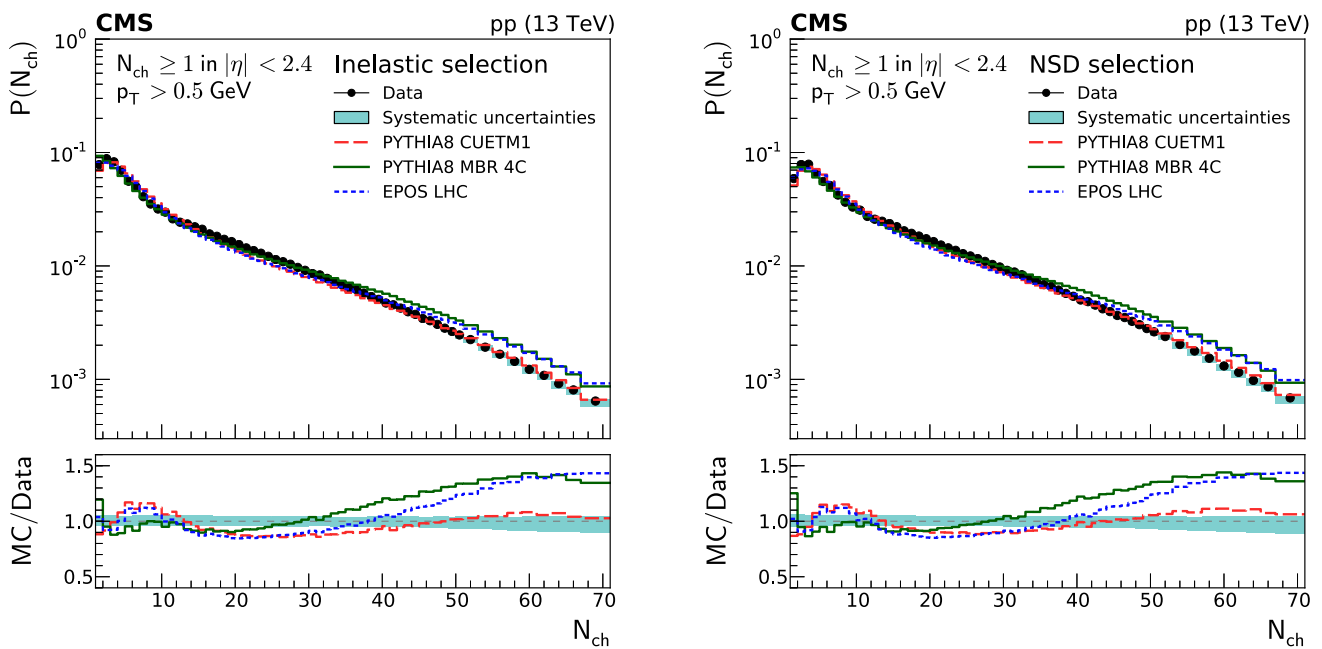 CMS pp (13 TeV)
P(N_ch)
10^0
10^-1
10^-2
10^-3
N_ch ≥ 1 in |η| < 2.4
p_T > 0.5 GeV
Inelastic selection
Data
Systematic uncertainties
PYTHIA8 CUETM1
PYTHIA8 MBR 4C
EPOS LHC
MC/Data
1.5
1.0
0.5
10 20 30 40 50 60 70
N_ch
CMS pp (13 TeV)
P(N_ch)
10^0
10^-1
10^-2
10^-3
N_ch ≥ 1 in |η| < 2.4
p_T > 0.5 GeV
NSD selection
Data
Systematic uncertainties
PYTHIA8 CUETM1
PYTHIA8 MBR 4C
EPOS LHC
MC/Data
1.5
1.0
0.5
10 20 30 40 50 60 70
N_ch